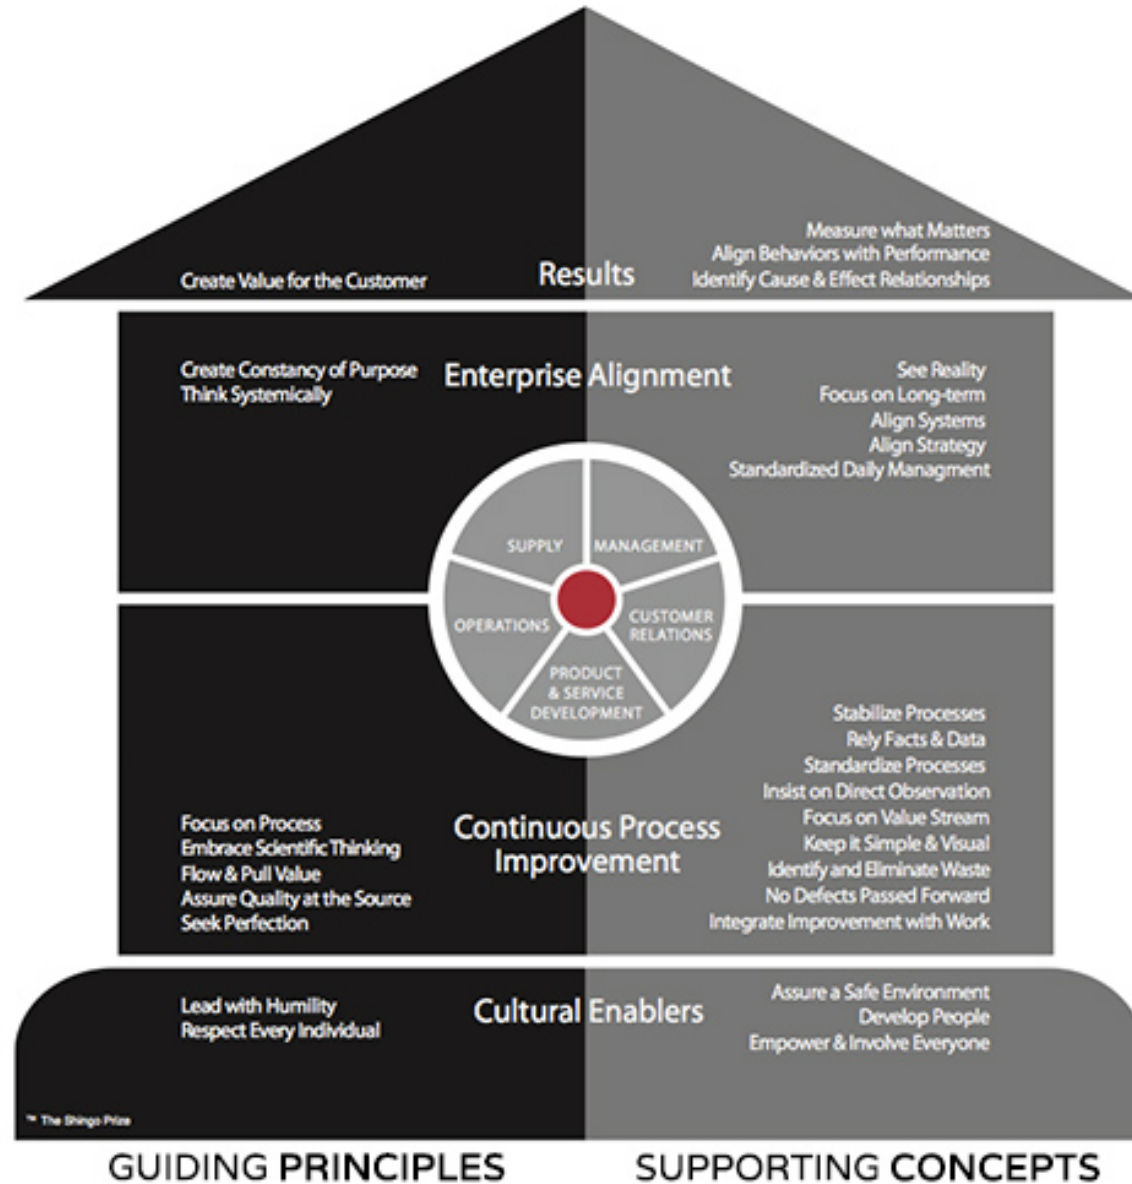 Create Value for the Customer
Results
Measure what Matters
Align Behaviors with Performance
Identify Cause & Effect Relationships
Create Constancy of Purpose
Think Systemically
Enterprise Alignment
See Reality
Focus on Long-term
Align Systems
Align Strategy
Standardized Daily Managment
SUPPLY
MANAGEMENT
OPERATIONS
CUSTOMER
RELATIONS
PRODUCT
& SERVICE
DEVELOPMENT
Focus on Process
Embrace Scientific Thinking
Flow & Pull Value
Assure Quality at the Source
Seek Perfection
Continuous Process
Improvement
Stabilize Processes
Rely Facts & Data
Standardize Processes
Insist on Direct Observation
Focus on Value Stream
Keep it Simple & Visual
Identify and Eliminate Waste
No Defects Passed Forward
Integrate Improvement with Work
Lead with Humility
Respect Every Individual
Cultural Enablers
Assure a Safe Environment
Develop People
Empower & Involve Everyone
™ The Shingo Prize
GUIDING PRINCIPLES
SUPPORTING CONCEPTS